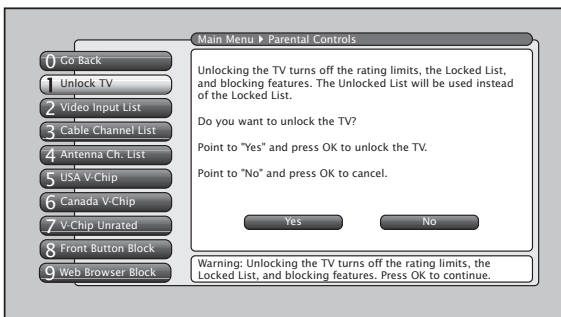 Main Menu ▶ Parental Controls
0 Go Back
1 Unlock TV
2 Video Input List
3 Cable Channel List
4 Antenna Ch. List
5 USA V-Chip
6 Canada V-Chip
7 V-Chip Unrated
8 Front Button Block
9 Web Browser Block
Unlocking the TV turns off the rating limits, the Locked List,
and blocking features. The Unlocked List will be used instead
of the Locked List.
Do you want to unlock the TV?
Point to "Yes" and press OK to unlock the TV.
Point to "No" and press OK to cancel.
Yes No
Warning: Unlocking the TV turns off the rating limits, the
Locked List, and blocking features. Press OK to continue.